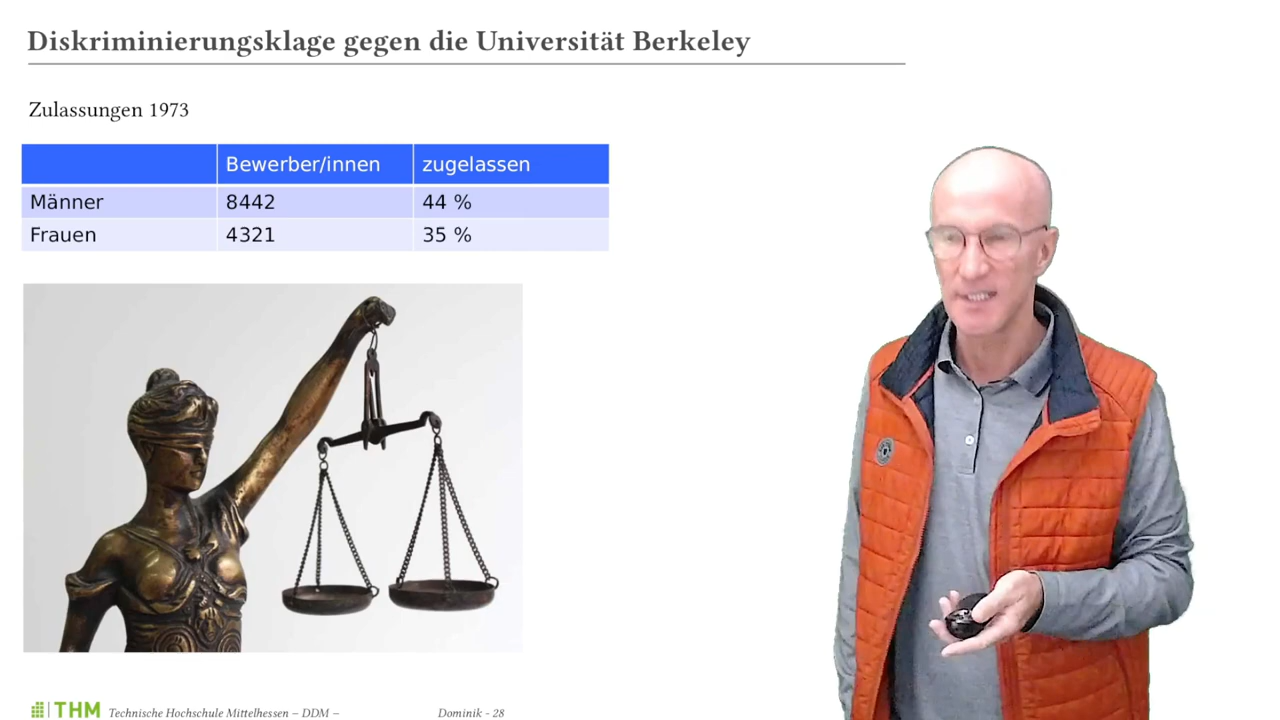 Diskriminierungsklage gegen die Universität Berkeley
Zulassungen 1973
Bewerber/innen zugelassen
Männer 8442 44 %
Frauen 4321 35 %
THM Technische Hochschule Mittelhessen – DDM – Dominik - 28